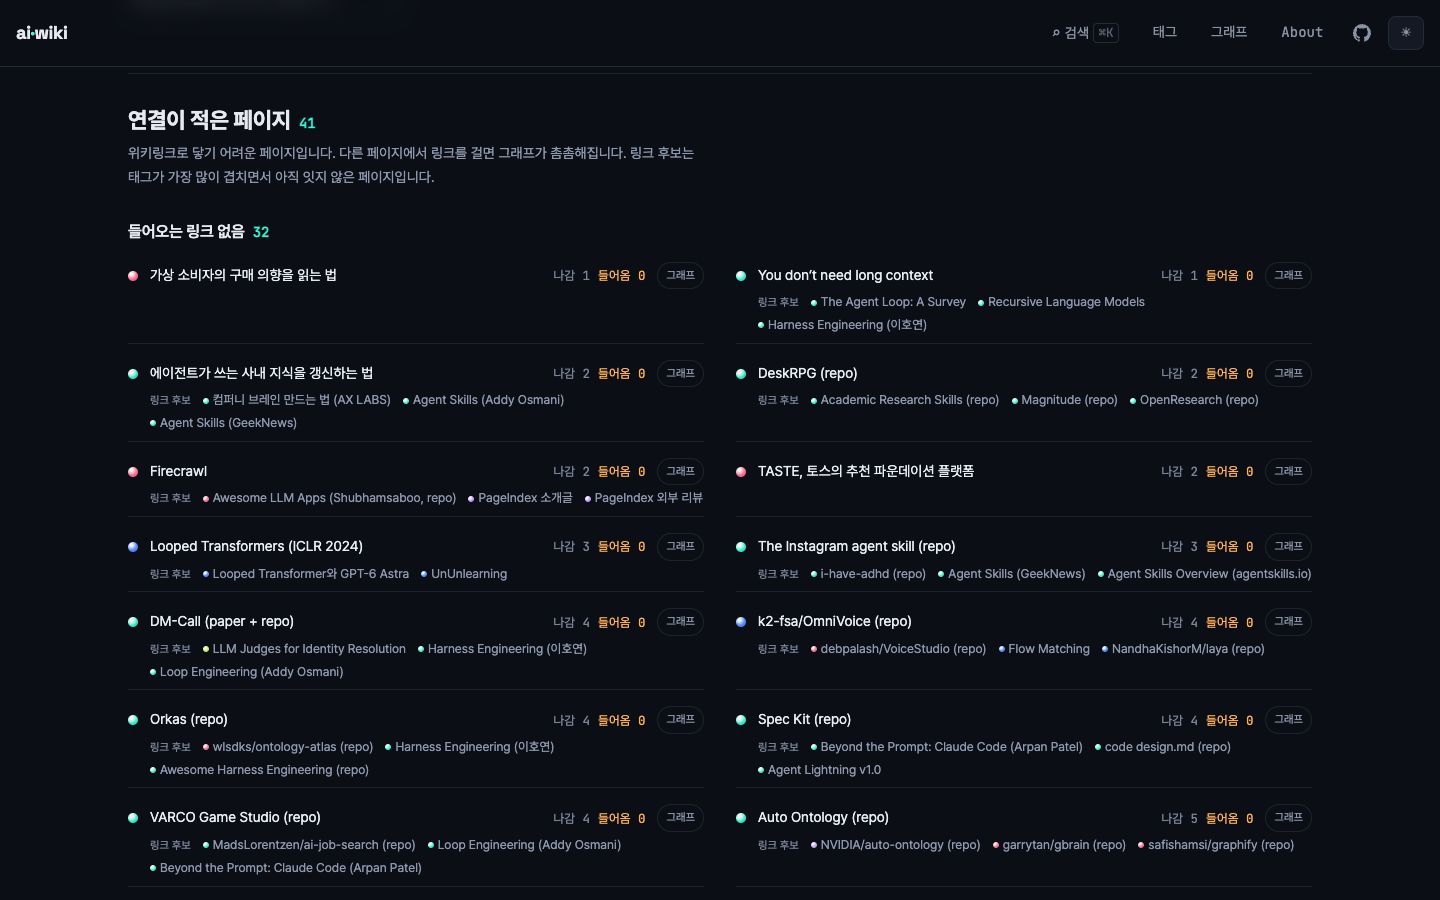 ai·wiki
⌕ 검색 ⌘K 태그 그래프 About
연결이 적은 페이지 41
위키링크로 닿기 어려운 페이지입니다. 다른 페이지에서 링크를 걸면 그래프가 촘촘해집니다. 링크 후보는
태그가 가장 많이 겹치면서 아직 잇지 않은 페이지입니다.
들어오는 링크 없음 32
가상 소비자의 구매 의향을 읽는 법 나감 1 들어옴 0 그래프
You don’t need long context 나감 1 들어옴 0 그래프
링크 후보 The Agent Loop: A Survey Recursive Language Models
Harness Engineering (이호연)
에이전트가 쓰는 사내 지식을 갱신하는 법 나감 2 들어옴 0 그래프
링크 후보 컴퍼니 브레인 만드는 법 (AX LABS) Agent Skills (Addy Osmani)
Agent Skills (GeekNews)
DeskRPG (repo) 나감 2 들어옴 0 그래프
링크 후보 Academic Research Skills (repo) Magnitude (repo) OpenResearch (repo)
Firecrawl 나감 2 들어옴 0 그래프
링크 후보 Awesome LLM Apps (Shubhamsaboo, repo) PageIndex 소개글 PageIndex 외부 리뷰
TASTE, 토스의 추천 파운데이션 플랫폼 나감 2 들어옴 0 그래프
Looped Transformers (ICLR 2024) 나감 3 들어옴 0 그래프
링크 후보 Looped Transformer와 GPT-6 Astra UnUnlearning
The Instagram agent skill (repo) 나감 3 들어옴 0 그래프
링크 후보 i-have-adhd (repo) Agent Skills (GeekNews) Agent Skills Overview (agentskills.io)
DM-Call (paper + repo) 나감 4 들어옴 0 그래프
링크 후보 LLM Judges for Identity Resolution Harness Engineering (이호연)
Loop Engineering (Addy Osmani)
k2-fsa/OmniVoice (repo) 나감 4 들어옴 0 그래프
링크 후보 debpalash/VoiceStudio (repo) Flow Matching NandhaKishorM/laya (repo)
Orkas (repo) 나감 4 들어옴 0 그래프
링크 후보 wlsdks/ontology-atlas (repo) Harness Engineering (이호연)
Awesome Harness Engineering (repo)
Spec Kit (repo) 나감 4 들어옴 0 그래프
링크 후보 Beyond the Prompt: Claude Code (Arpan Patel) code design.md (repo)
Agent Lightning v1.0
VARCO Game Studio (repo) 나감 4 들어옴 0 그래프
링크 후보 MadsLorentzen/ai-job-search (repo) Loop Engineering (Addy Osmani)
Beyond the Prompt: Claude Code (Arpan Patel)
Auto Ontology (repo) 나감 5 들어옴 0 그래프
링크 후보 NVIDIA/auto-ontology (repo) garrytan/gbrain (repo) safishamsi/graphify (repo)